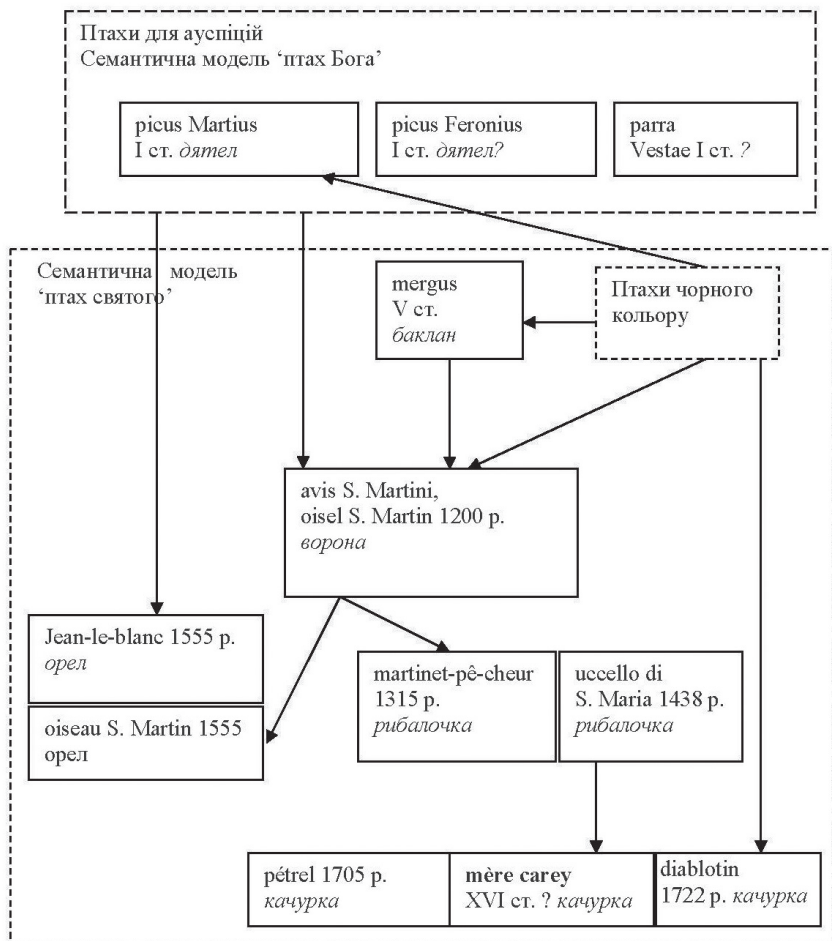 Птахи для ауспіцій
Семантична модель ‘птах Бога’
picus Martius
I ст. дятел
picus Feronius
I ст. дятел?
parra
Vestae I ст. ?
Семантична модель
‘птах святого’
mergus
V ст.
баклан
Птахи чорного
кольору
avis S. Martini,
oisel S. Martin 1200 р.
ворона
Jean-le-blanc 1555 р.
орел
oiseau S. Martin 1555
орел
martinet-pê-cheur
1315 р.
рибалочка
uccello di
S. Maria 1438 р.
рибалочка
pétrel 1705 р.
качурка
mère carey
XVI ст. ? качурка
diablotin
1722 р. качурка